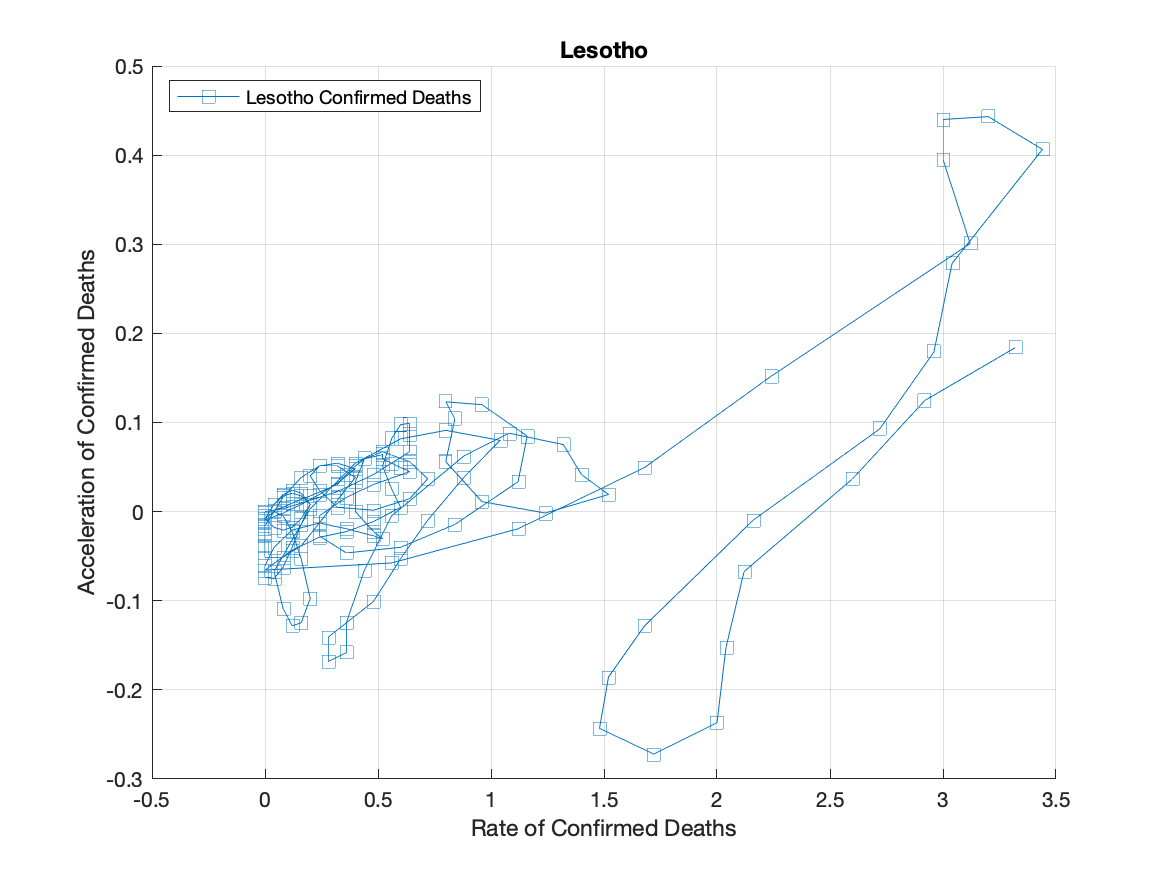 Lesotho
Lesotho Confirmed Deaths
Acceleration of Confirmed Deaths
0.5
0.4
0.3
0.2
0.1
0
-0.1
-0.2
-0.3
-0.5 0 0.5 1 1.5 2 2.5 3 3.5
Rate of Confirmed Deaths